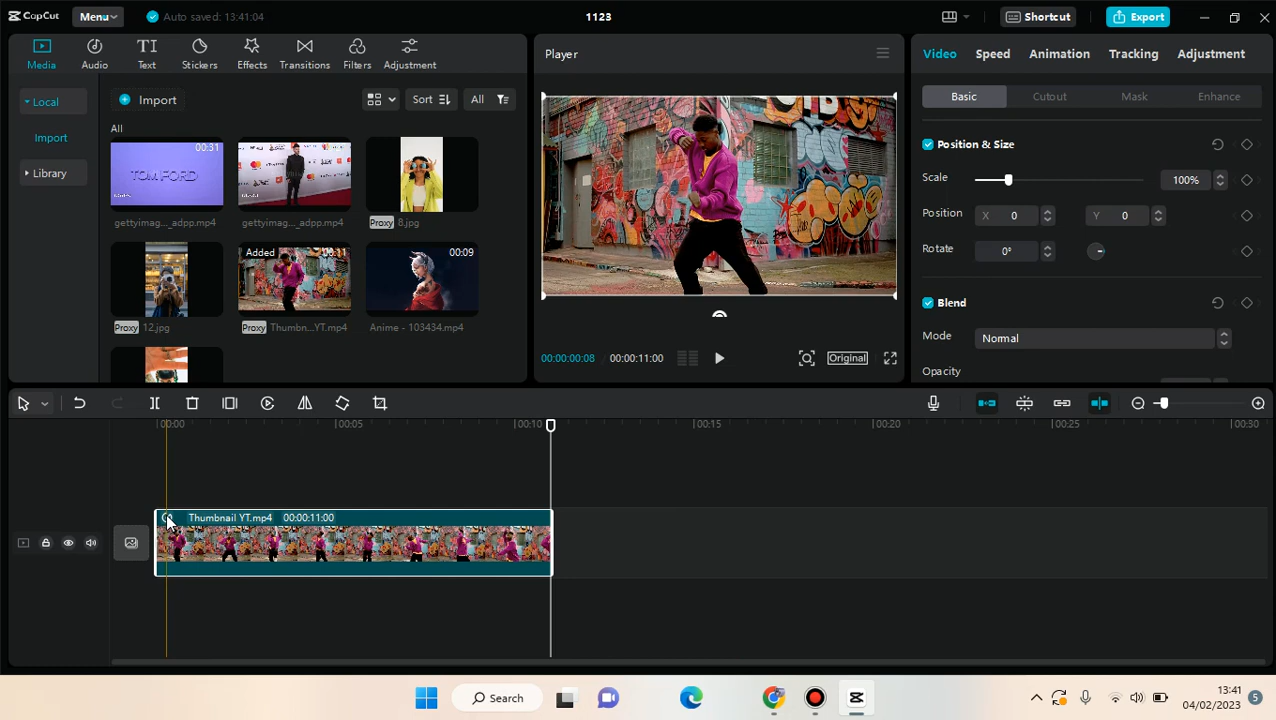 CapCut Menu Auto saved: 13:41:04 1123 Shortcut Export
Media Audio Text Stickers Effects Transitions Filters Adjustment
Local
Import
Library
Import Sort All
All
00:31
TOM FORD
gettyimag..._adpp.mp4
gettyimag..._adpp.mp4
Proxy 8.jpg
Proxy 12.jpg
Added 00:11
Proxy Thumbn...YT.mp4
00:09
Anime - 103434.mp4
Player
00:00:00:08 00:00:11:00 Original
Video Speed Animation Tracking Adjustment
Basic Cutout Mask Enhance
Position & Size
Scale 100%
Position X 0 Y 0
Rotate 0°
Blend
Mode Normal
Opacity
00:00 00:05 00:10 00:15 00:20 00:25 00:30
Thumbnail YT.mp4 00:00:11:00
Search
13:41
04/02/2023
5